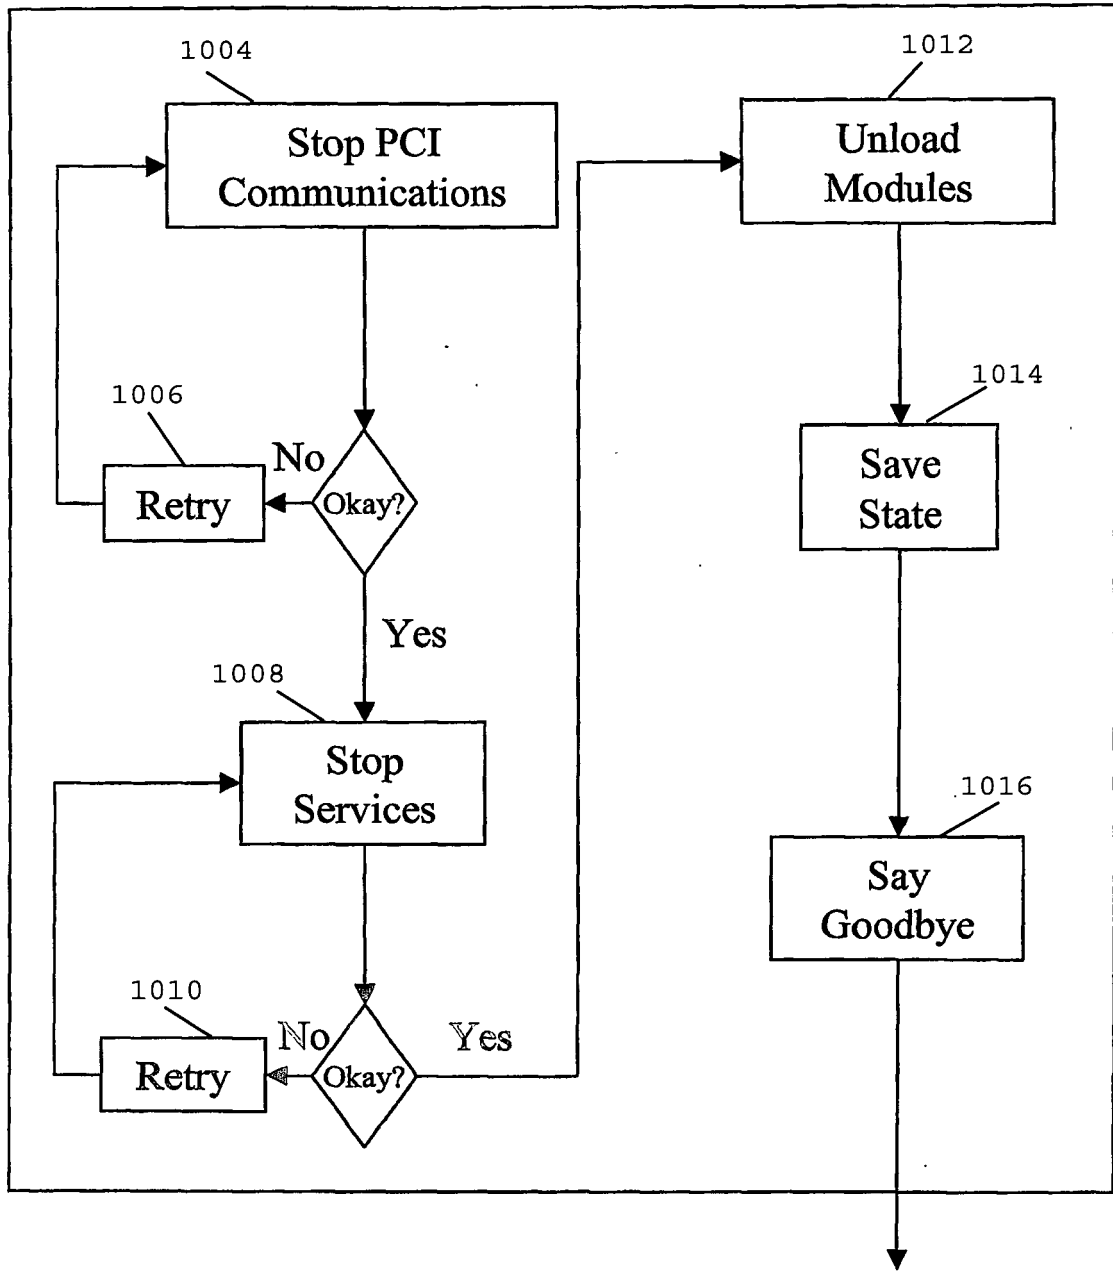 1004
Stop PCI
Communications
1006
No
Retry
Okay?
Yes
1008
Stop
Services
1010
No
Yes
Retry
Okay?
1012
Unload
Modules
1014
Save
State
1016
Say
Goodbye